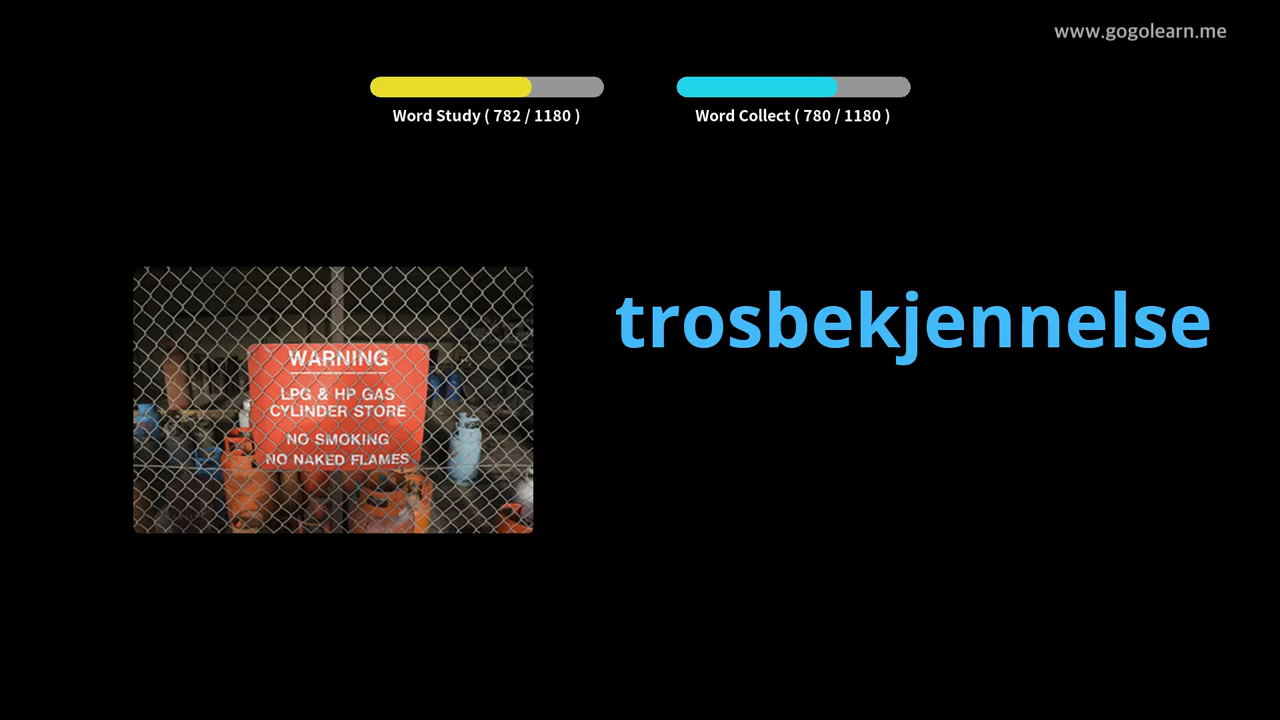 www.gogolearn.me
Word Study ( 782 / 1180 )
Word Collect ( 780 / 1180 )
trosbekjennelse
WARNING
LPG & HP GAS
CYLINDER STORE
NO SMOKING
NO NAKED FLAMES